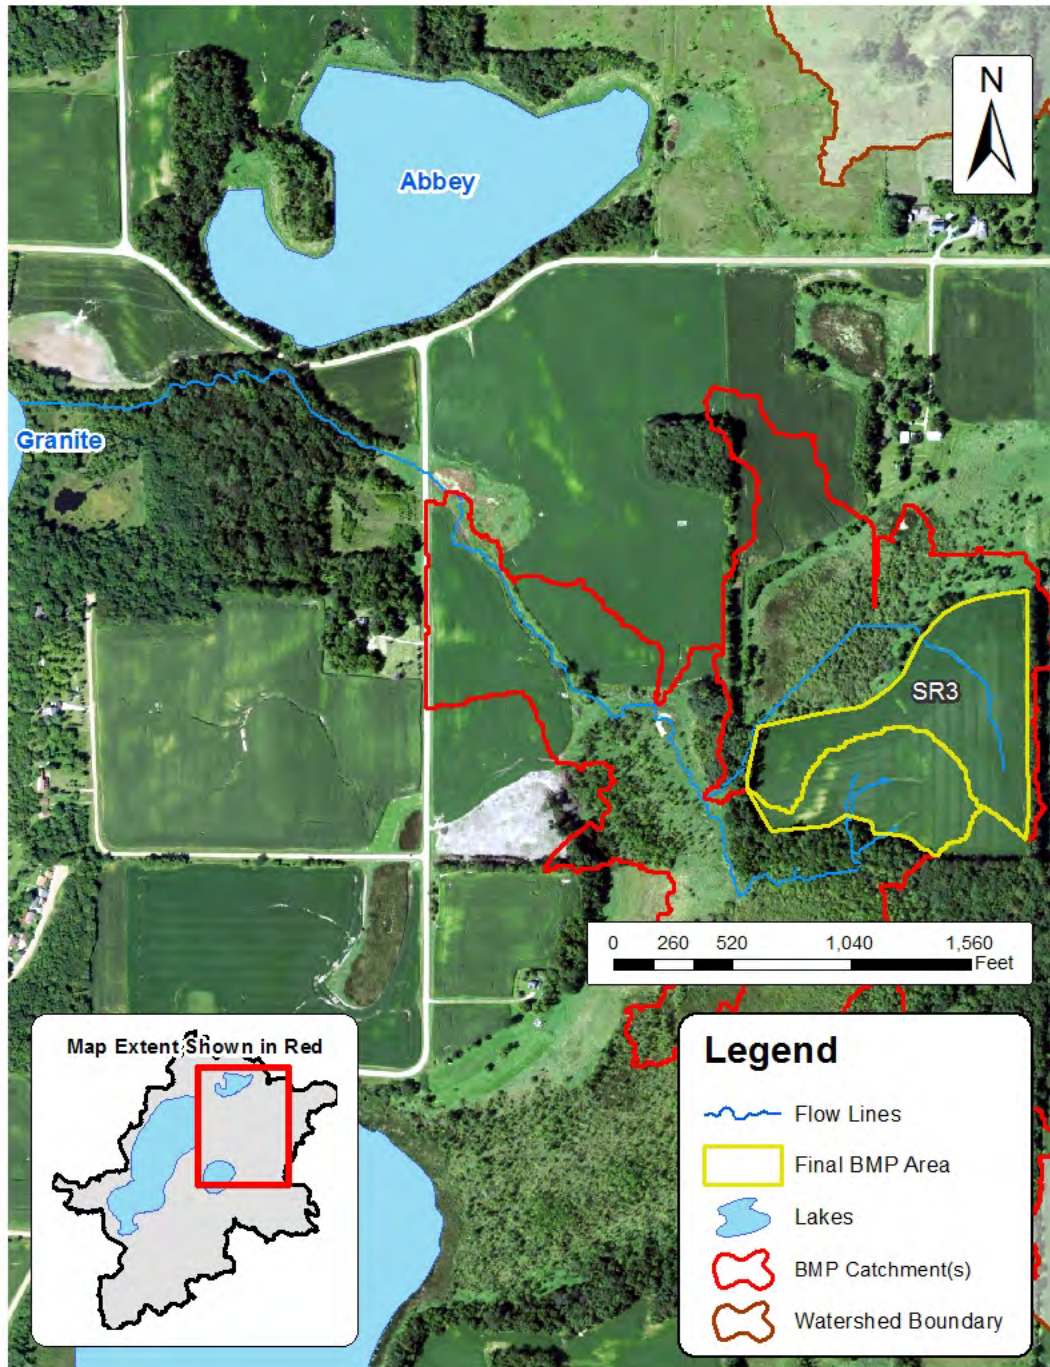 N
Abbey
Granite
SR3
0 260 520 1,040 1,560
Feet
Map Extent Shown in Red
Legend
Flow Lines
Final BMP Area
Lakes
BMP Catchment(s)
Watershed Boundary